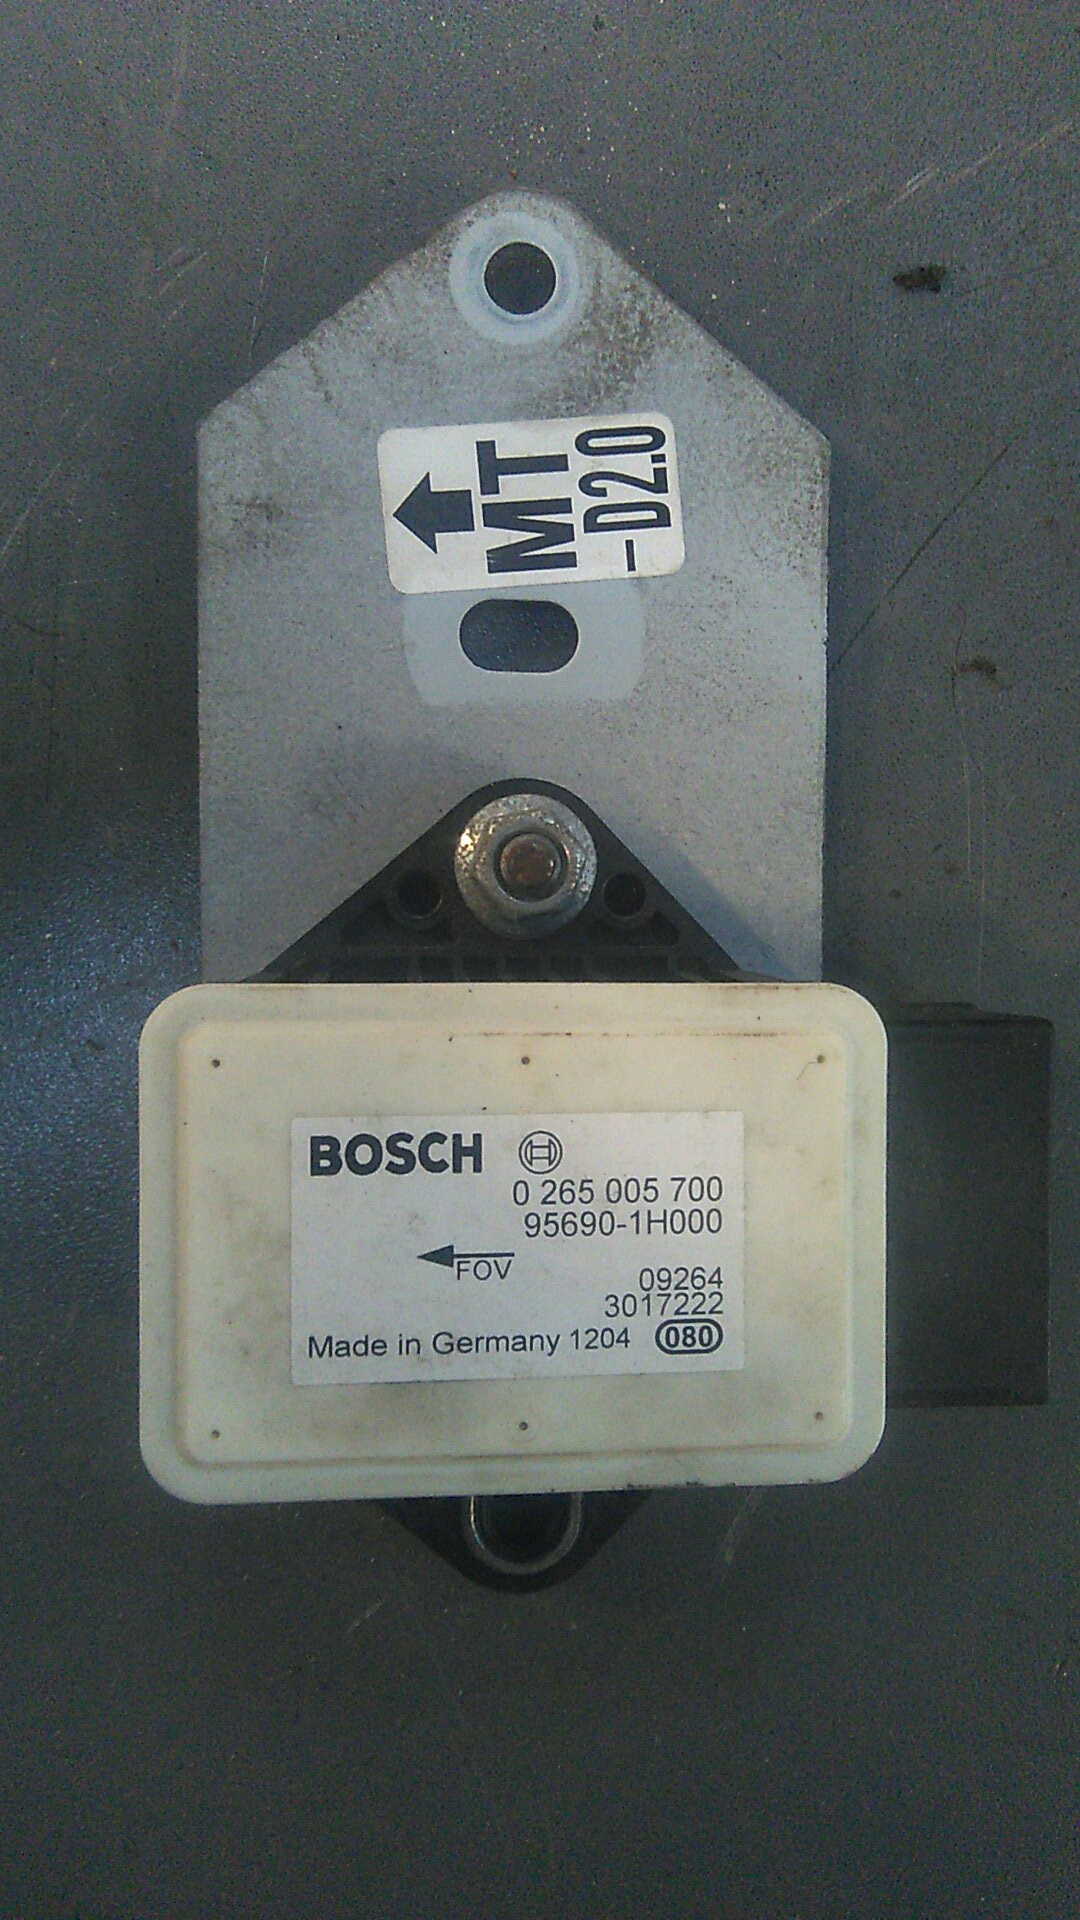 MT
-D2.0
BOSCH
0 265 005 700
95690-1H000
FOV
09264
3017222
Made in Germany 1204 080